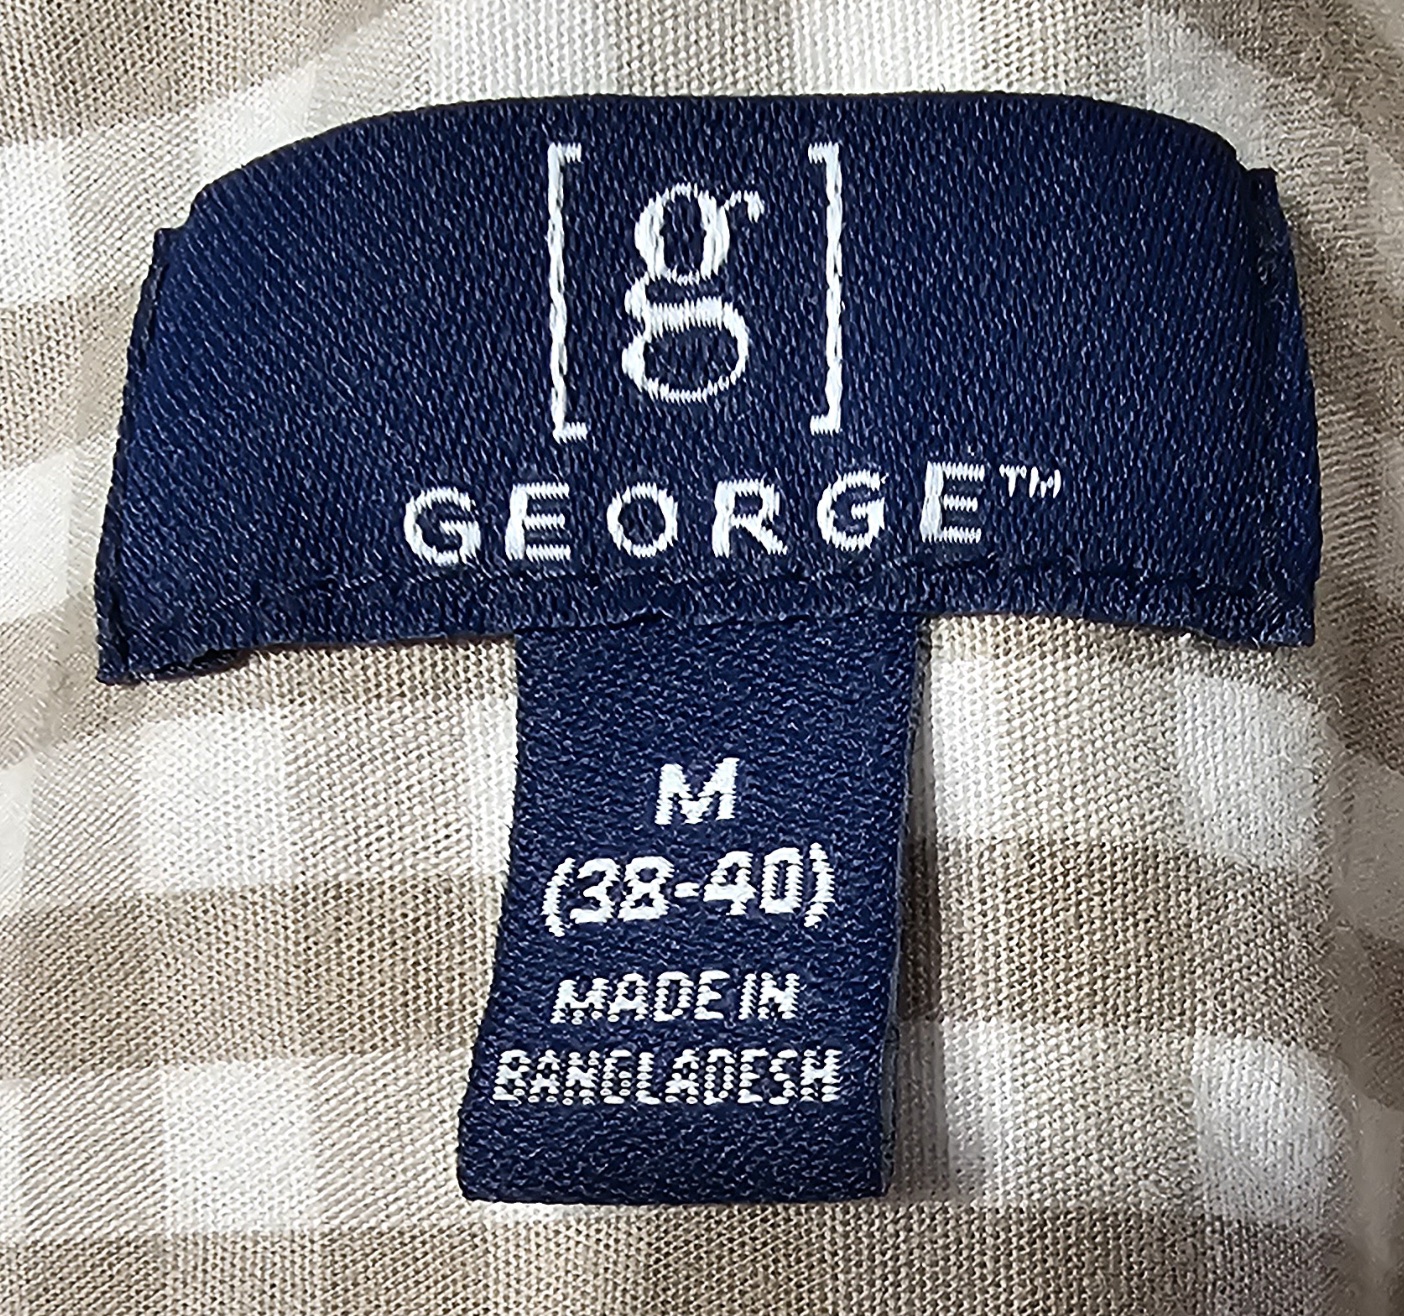 [g]
GEORGE™
M
(38-40)
MADE IN
BANGLADESH